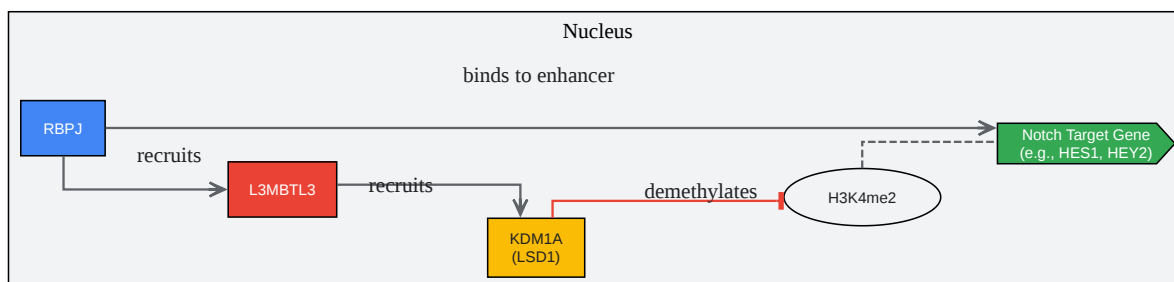 Nucleus
binds to enhancer
RBPJ
Notch Target Gene
(e.g., HES1, HEY2)
recruits
L3MBTL3
recruits
demethylates
H3K4me2
KDM1A
(LSD1)